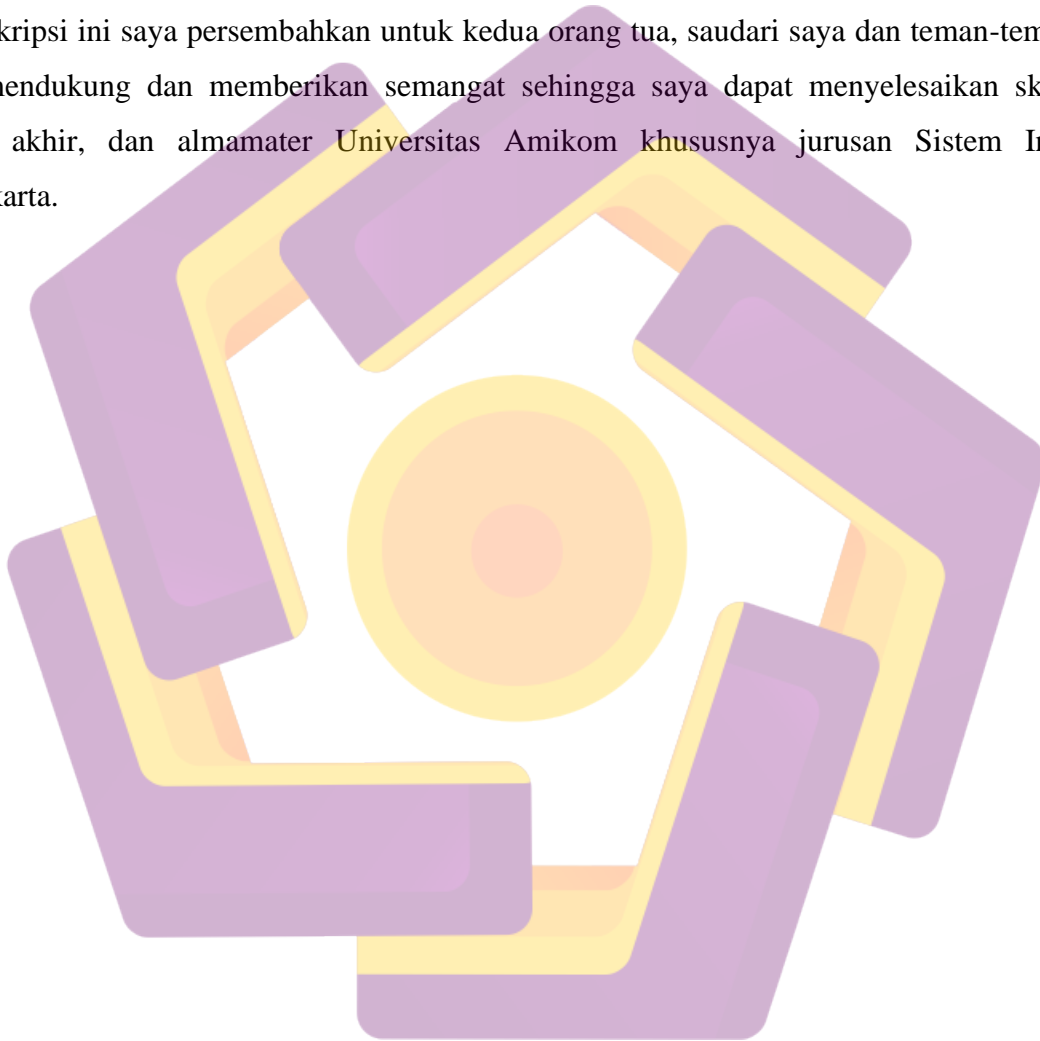 kripsi ini saya persembahkan untuk kedua orang tua, saudari saya dan teman-tem
nendukung dan memberikan semangat sehingga saya dapat menyelesaikan sk
akhir, dan almamater Universitas Amikom khususnya jurusan Sistem In
karta.